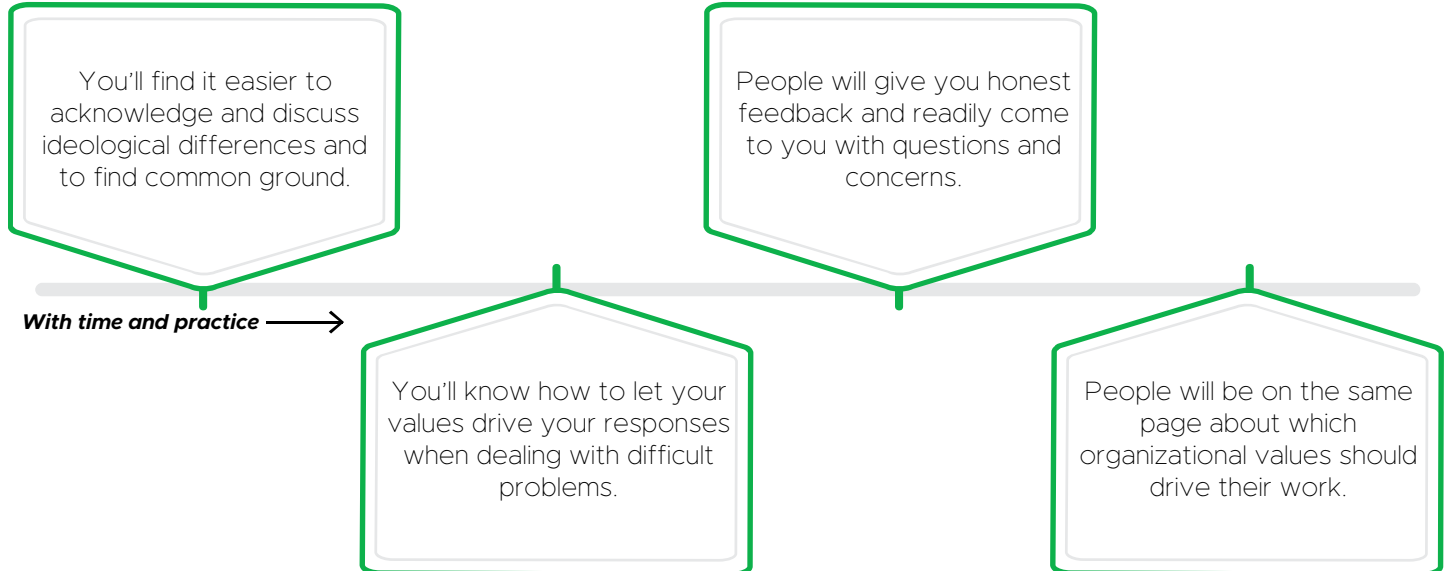 You’ll find it easier to
acknowledge and discuss
ideological differences and
to find common ground.
With time and practice
You’ll know how to let your
values drive your responses
when dealing with difficult
problems.
People will give you honest
feedback and readily come
to you with questions and
concerns.
People will be on the same
page about which
organizational values should
drive their work.